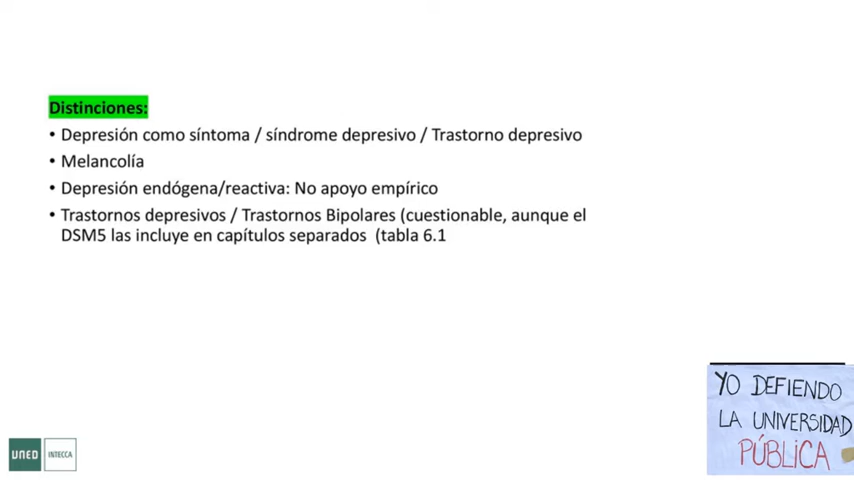 Distinciones:
• Depresión como síntoma / síndrome depresivo / Trastorno depresivo
• Melancolía
• Depresión endógena/reactiva: No apoyo empírico
• Trastornos depresivos / Trastornos Bipolares (cuestionable, aunque el
DSM5 las incluye en capítulos separados (tabla 6.1
YO DEFIENDO
LA UNIVERSIDAD
PÚBLICA
UNED INTECCA